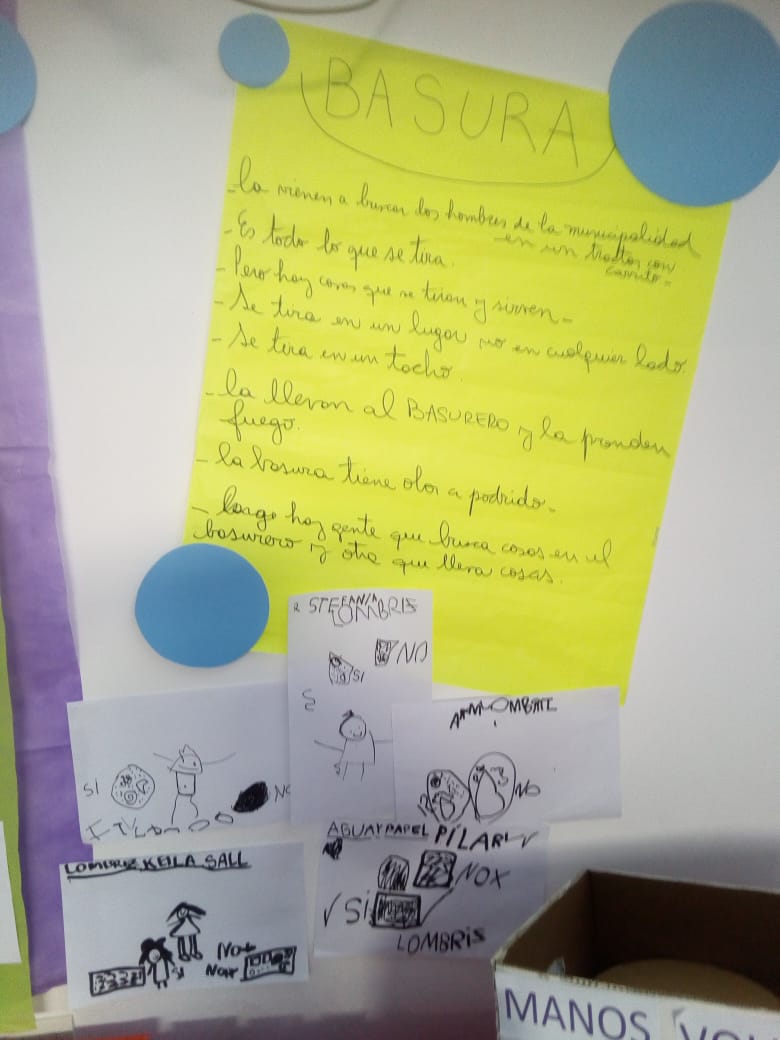 BASURA
- la vienen a buscar los hombres de la municipalidad
en un tractor con
carrito.-
- Es todo lo que se tira.
- Pero hay cosas que se tiran y sirven.-
- Se tira en un lugar no en cualquier lado.
- Se tira en un tacho.
- la llevan al BASURERO y la prenden
fuego.
- la basura tiene olor a podrido.-
- luego hay gente que busca cosas en el
basurero y otra que lleva cosas.
STEFANIA
LOMBRIS
NO
SI
SI
NO
NO
AGUAY PAPEL PILAR
NOX
SI
LOMBRIS
LOMBRIZ KEILA SALL
NO
NO
MANOS